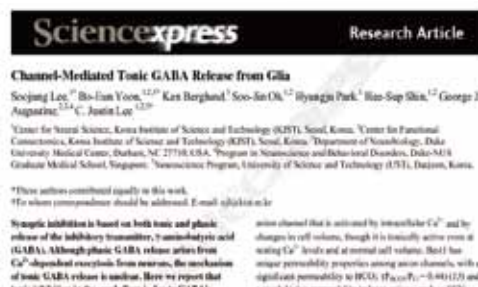 Sciencexpress
Research Article
Channel-Mediated Tonic GABA Release from Glia
Soojung Lee, Bo-Eun Yoon, Ken Berglund, Soo-Jin Oh, Hyungju Park, Hee-Sup Shin, George J.
Augustine, C. Justin Lee
Center for Neural Science, Korea Institute of Science and Technology (KIST), Seoul, Korea. Center for Functional
Connectomics, Korea Institute of Science and Technology (KIST), Seoul, Korea. Department of Neurobiology, Duke
University Medical Center, Durham, NC 27710, USA. Program in Neuroscience and Behavioral Disorders, Duke-NUS
Graduate Medical School, Singapore. Neuroscience Program, University of Science and Technology (UST), Daejeon, Korea.
*These authors contributed equally to this work.
To whom correspondence should be addressed. E-mail:
Synaptic inhibition is based on both tonic and phasic
release of the inhibitory transmitter, γ-aminobutyric acid
(GABA). Although phasic GABA release arises from
Ca2+-dependent exocytosis from neurons, the mechanism
of tonic GABA release is unclear. Here we report that
anion channel that is activated by intracellular Ca2+ and by
changes in cell volume, though it is tonically active even at
resting Ca2+ levels and at normal cell volume. Best1 has
unique permeability properties among anion channels, with a
significant permeability to HCO3 and